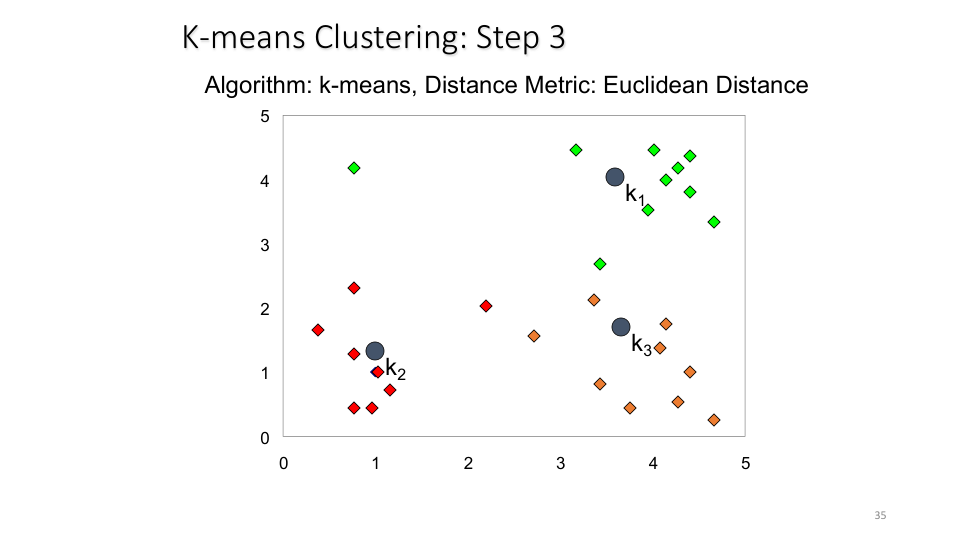 K-means Clustering: Step 3
Algorithm: k-means, Distance Metric: Euclidean Distance
5
4
k₁
3
2
k₃
k₂
1
0
0 1 2 3 4 5
35